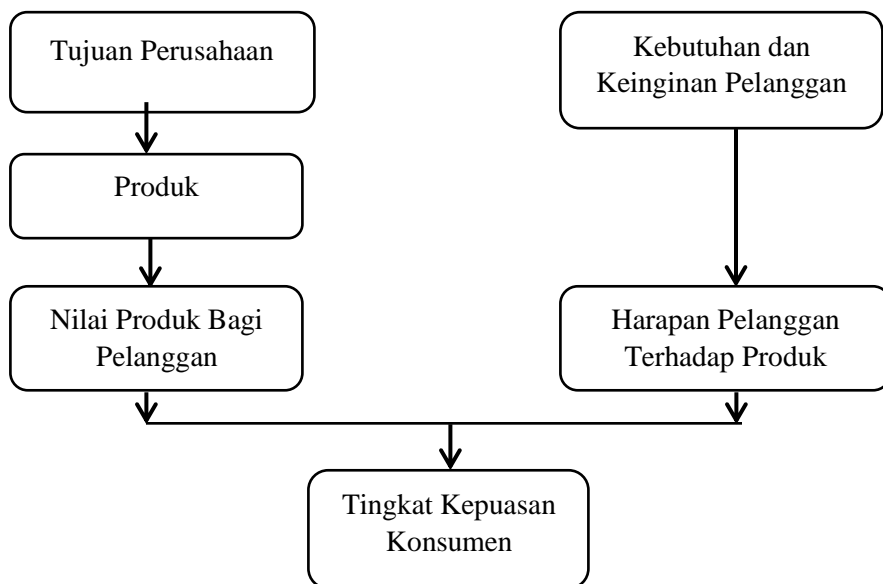 Tujuan Perusahaan
Kebutuhan dan
Keinginan Pelanggan
Produk
Nilai Produk Bagi
Pelanggan
Harapan Pelanggan
Terhadap Produk
Tingkat Kepuasan
Konsumen